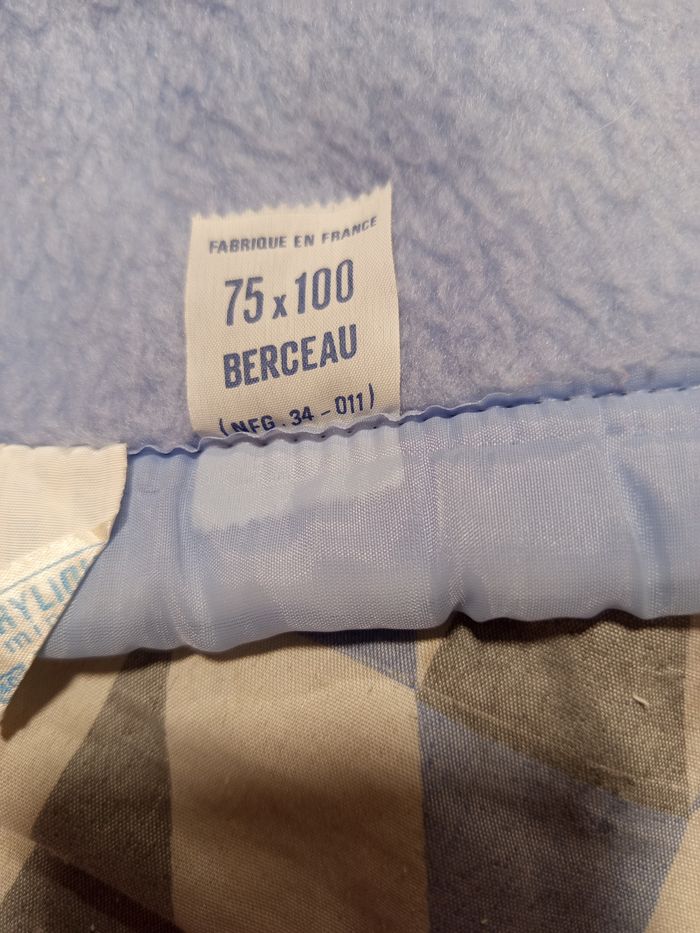 FABRIQUE EN FRANCE
75 x 100
BERCEAU
(NFG . 34 - 011)